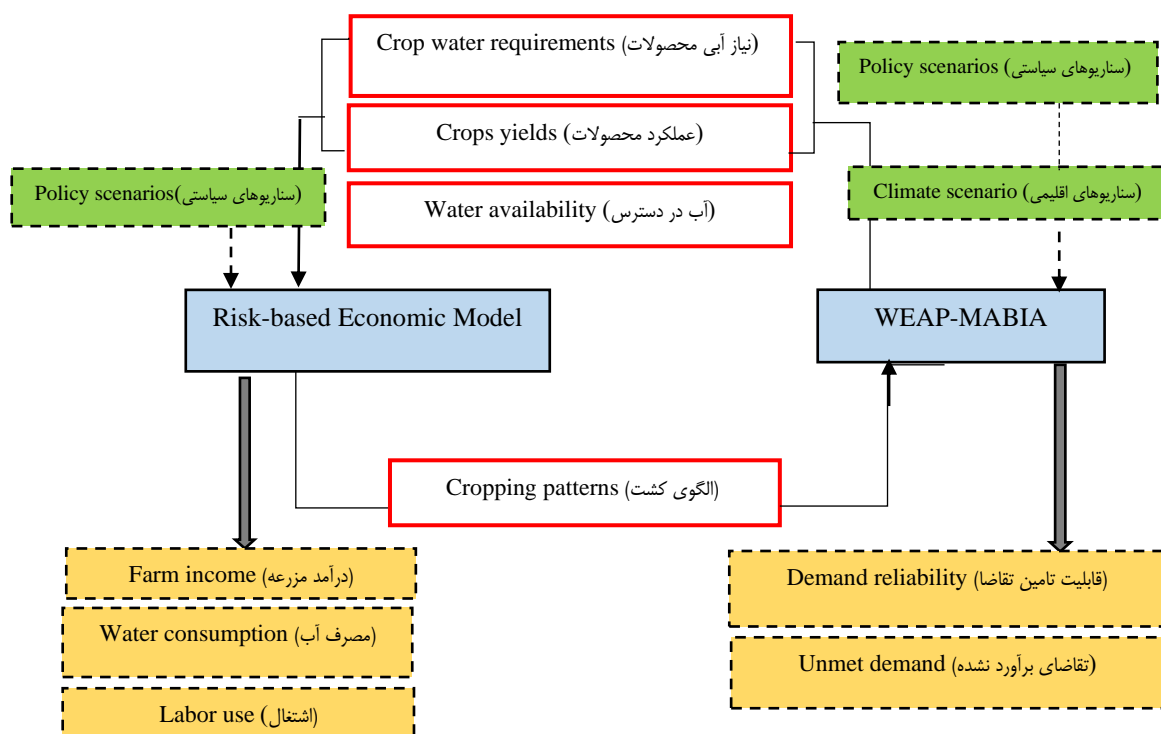 Crop water requirements (نیاز آبی محصولات)
Policy scenarios (سناریوهای سیاستی)
Crops yields (عملکرد محصولات)
Policy scenarios(سناریوهای سیاستی)
Climate scenario (سناریوهای اقلیمی)
Water availability (آب در دسترس)
Risk-based Economic Model
WEAP-MABIA
Cropping patterns (الگوی کشت)
Farm income (درآمد مزرعه)
Demand reliability (قابلیت تامین تقاضا)
Water consumption (مصرف آب)
Unmet demand (تقاضای برآورد نشده)
Labor use (اشتغال)